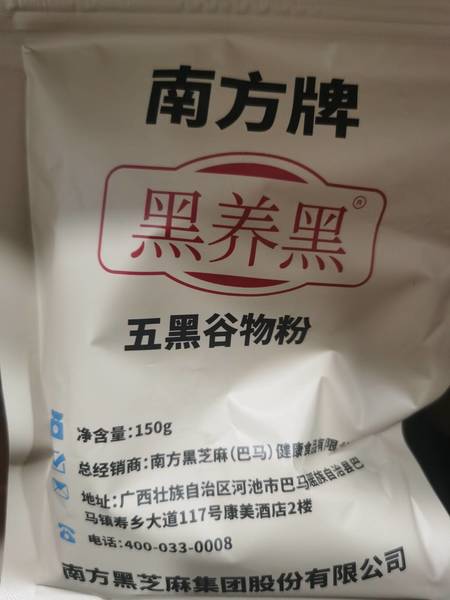 南方牌
黑养黑®
五黑谷物粉
净含量:150g
总经销商:南方黑芝麻(巴马)健康食品有限
地址:广西壮族自治区河池市巴马瑶族自治县巴
马镇寿乡大道117号康美酒店2楼
电话:400-033-0008
南方黑芝麻集团股份有限公司